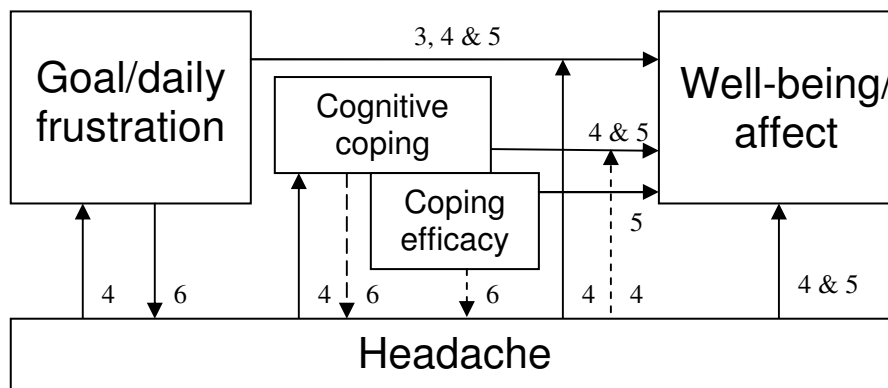 3, 4 & 5
Goal/daily
frustration
Cognitive
coping
4 & 5
Well-being/
affect
Coping
efficacy
5
4
6
4
6
6
4
4
4 & 5
Headache